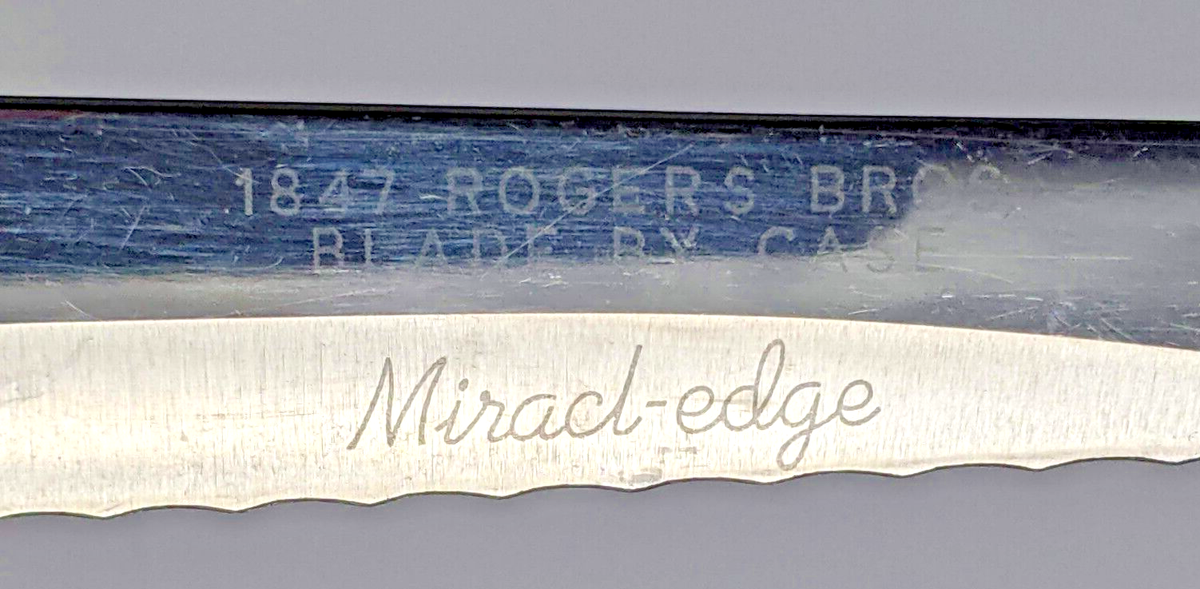 1847 ROGERS BROS
BLADE BY CASE
Miracl-edge